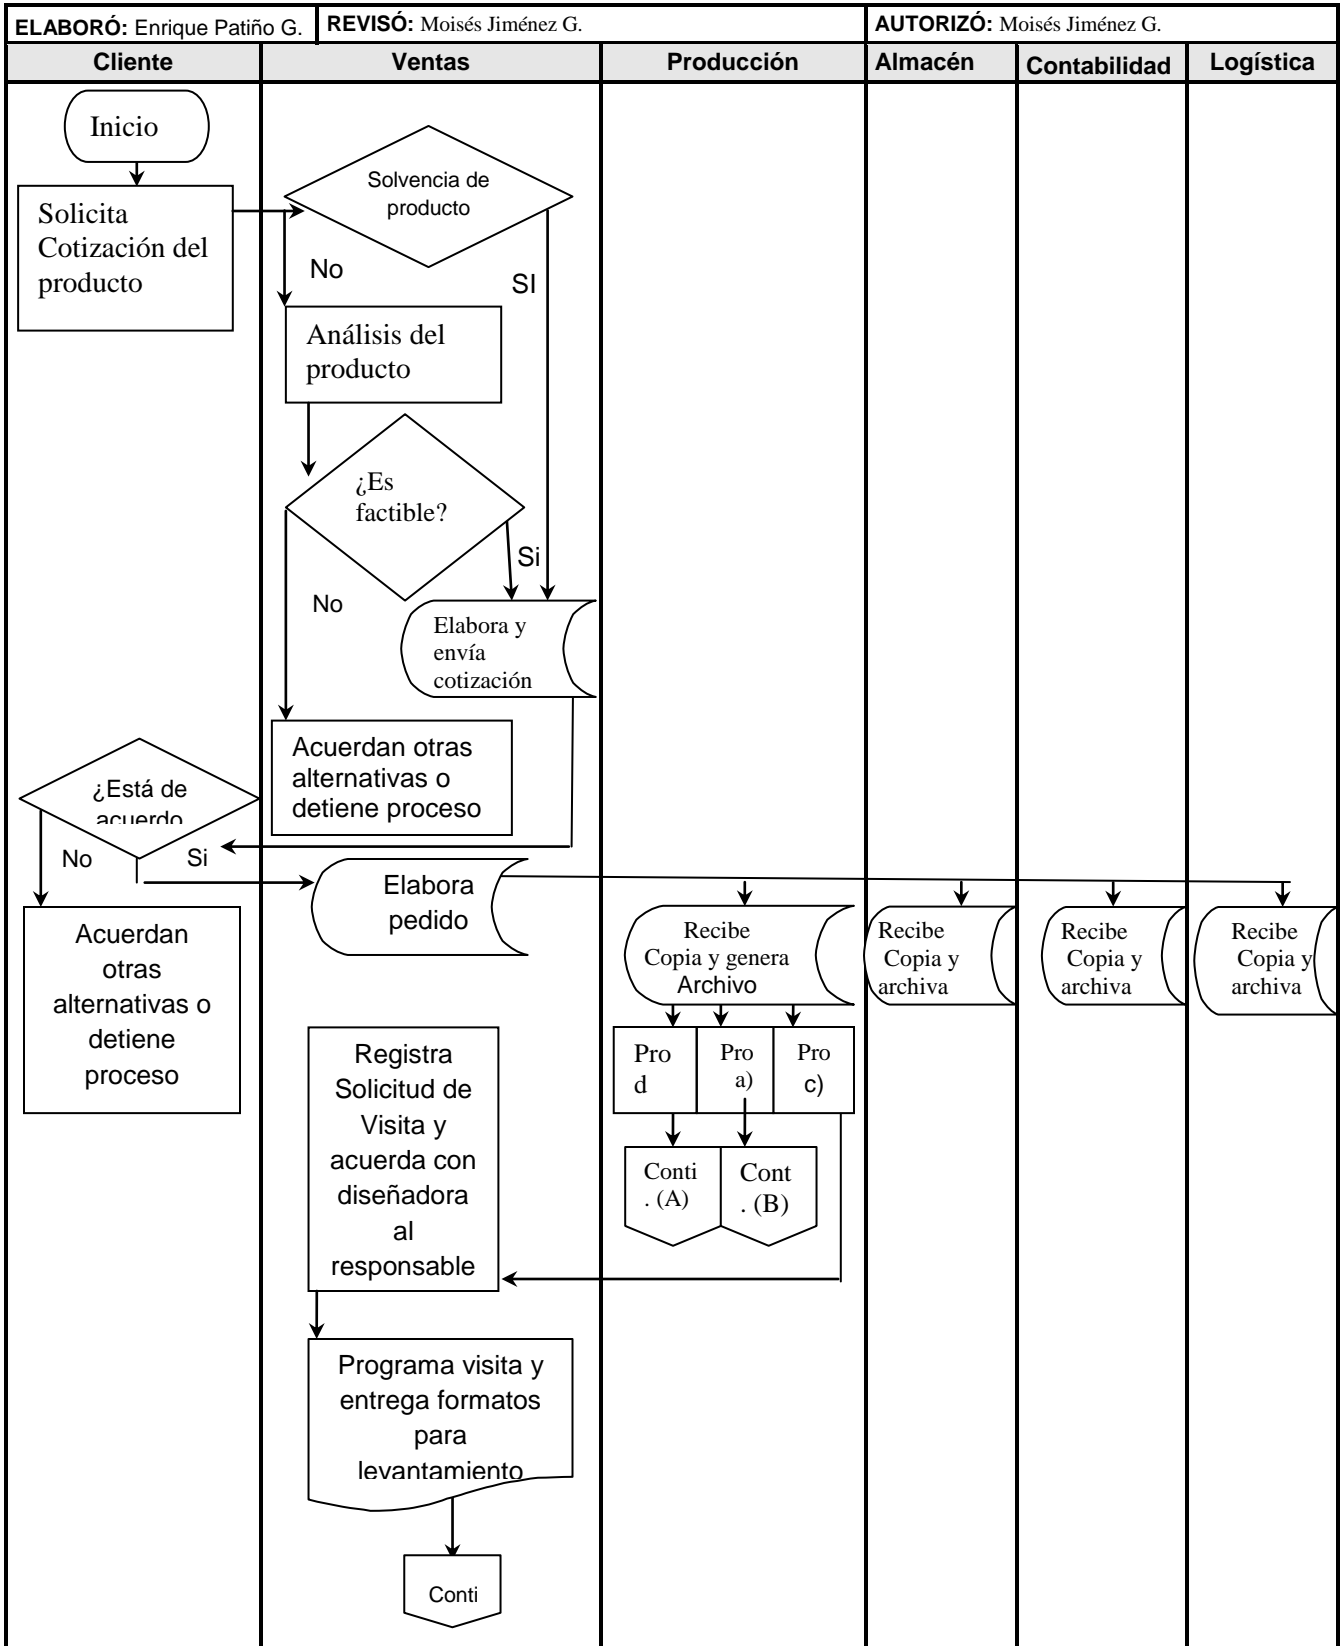 ELABORÓ: Enrique Patiño G.
REVISÓ: Moisés Jiménez G.
AUTORIZÓ: Moisés Jiménez G.
Cliente
Ventas
Producción
Almacén
Contabilidad
Logística
Inicio
Solicita
Cotización del
producto
Solvencia de
producto
No
SI
Análisis del
producto
¿Es
factible?
Si
No
Elabora y
envía
cotización
Acuerdan otras
alternativas o
detiene proceso
¿Está de
acuerdo
No
Si
Acuerdan
otras
alternativas o
detiene
proceso
Elabora
pedido
Recibe
Copia y genera
Archivo
Recibe
Copia y
archiva
Recibe
Copia y
archiva
Recibe
Copia y
archiva
Pro
d
Pro
a)
Pro
c)
Conti
. (A)
Cont
. (B)
Registra
Solicitud de
Visita y
acuerda con
diseñadora
al
responsable
Programa visita y
entrega formatos
para
levantamiento
Conti